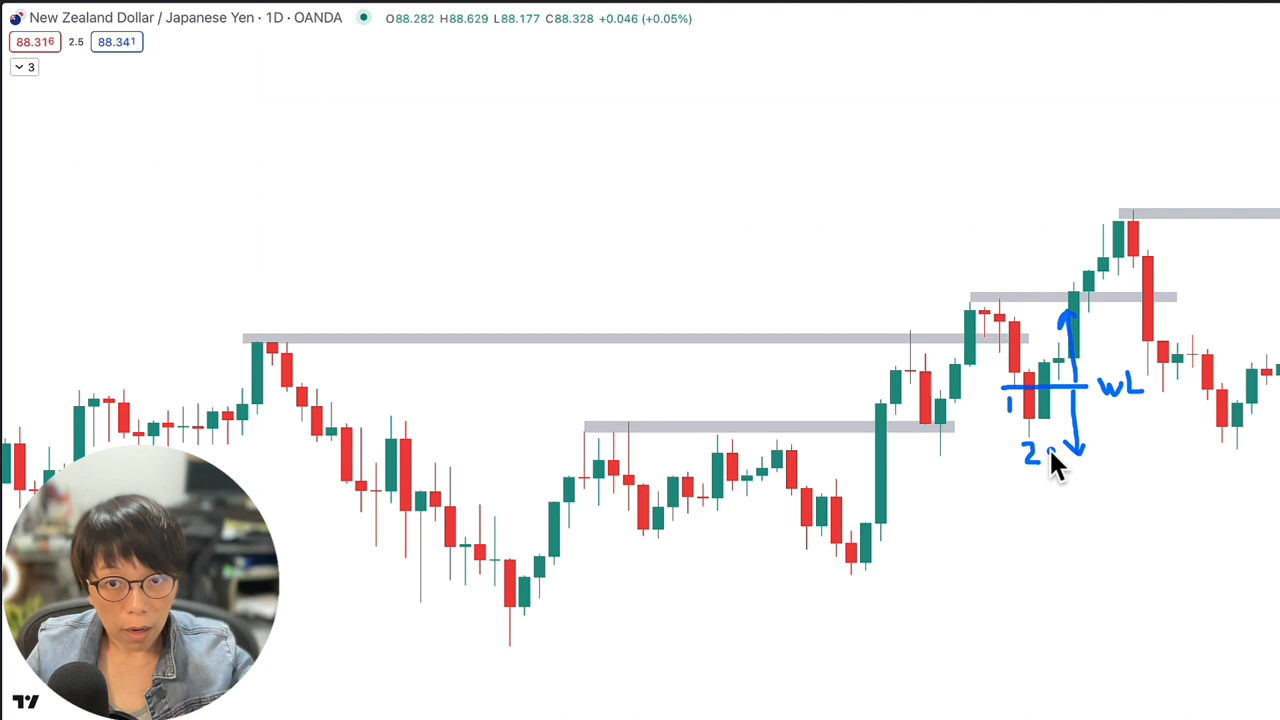 New Zealand Dollar / Japanese Yen · 1D · OANDA O88.282 H88.629 L88.177 C88.328 +0.046 (+0.05%)
88.316 2.5 88.341
3
1 WL
2